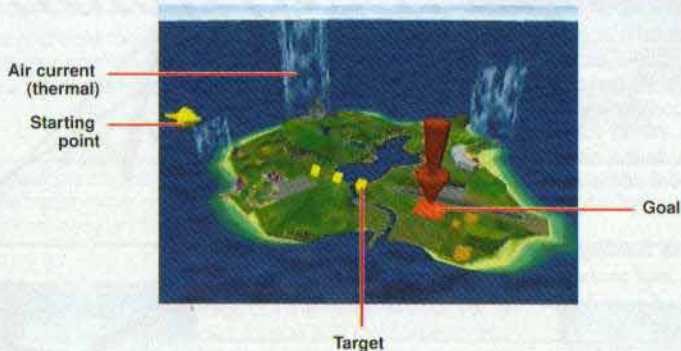 Air current
(thermal)
Starting
point
Goal
Target